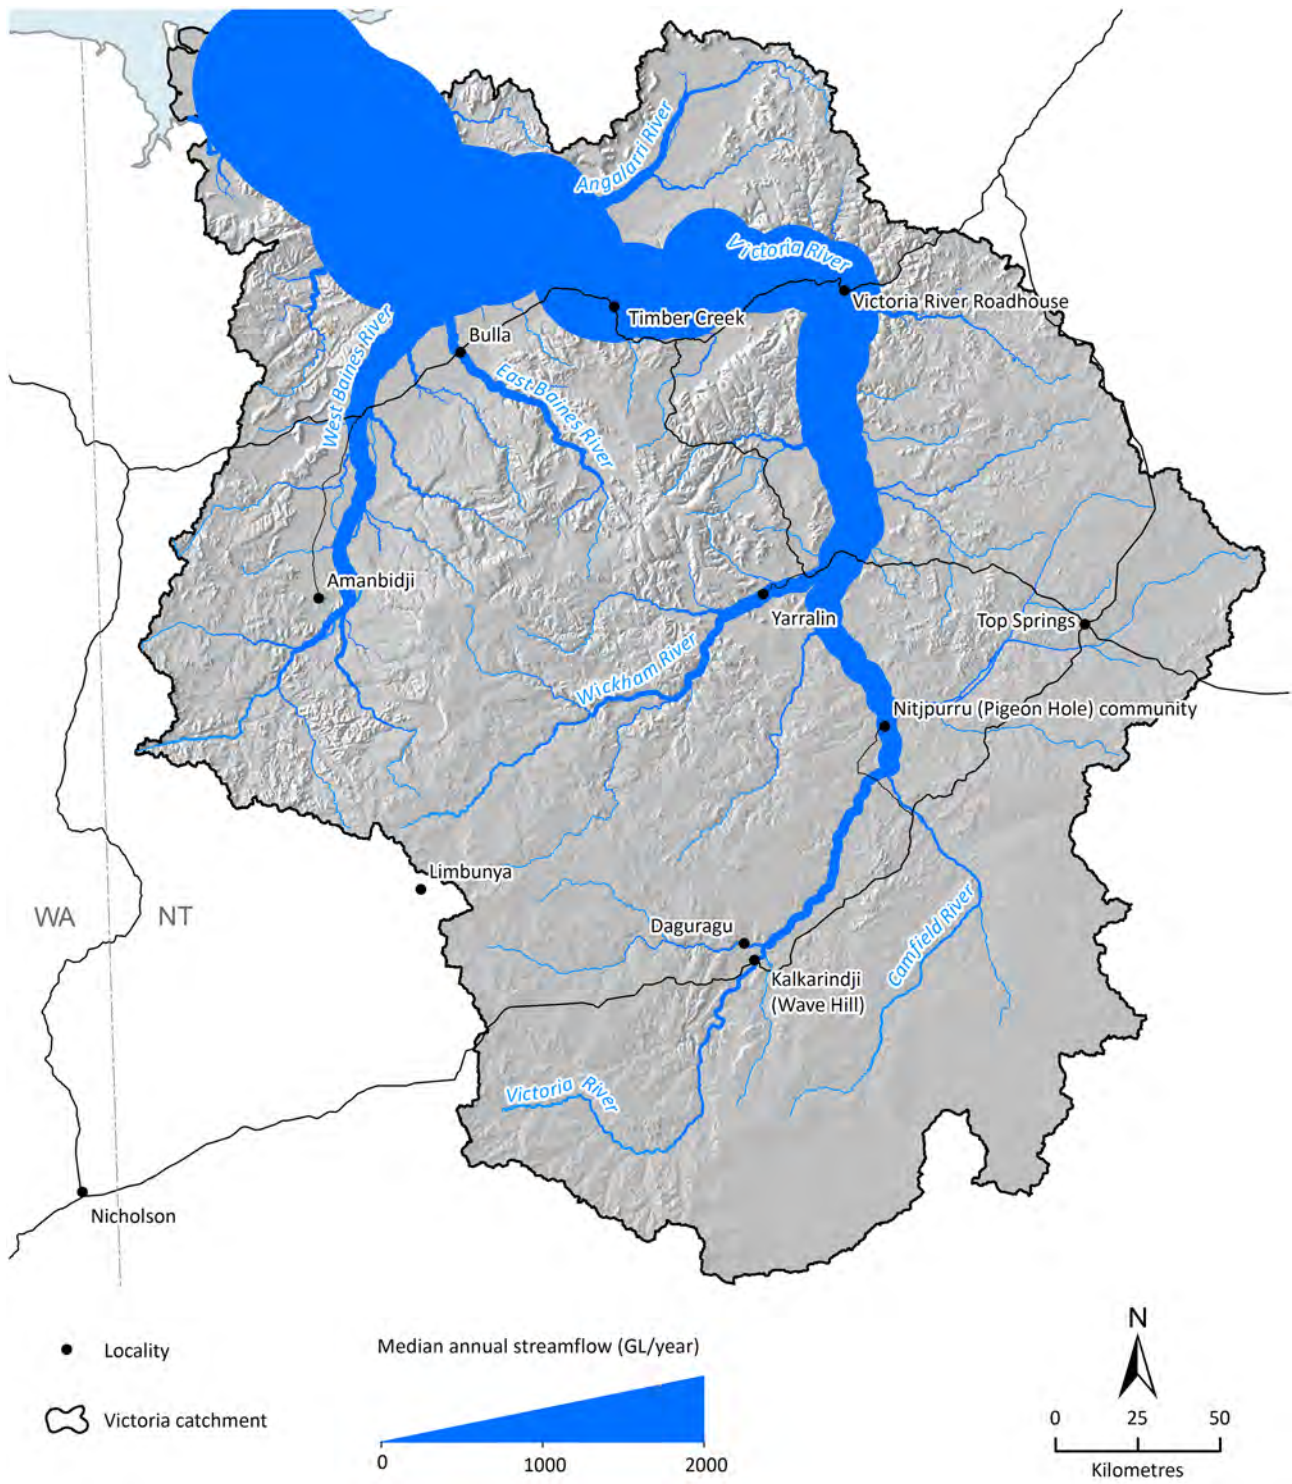 Angalarri River
Victoria River
Victoria River Roadhouse
Timber Creek
Bulla
West Baines River
East Baines River
Amanbidji
Yarralin
Top Springs
Wickham River
Nitjpurru (Pigeon Hole) community
Limbunya
WA
NT
Daguragu
Camfield River
Kalkarindji
(Wave Hill)
Victoria River
Nicholson
Locality
Victoria catchment
Median annual streamflow (GL/year)
0
1000
2000
N
0
25
50
Kilometres